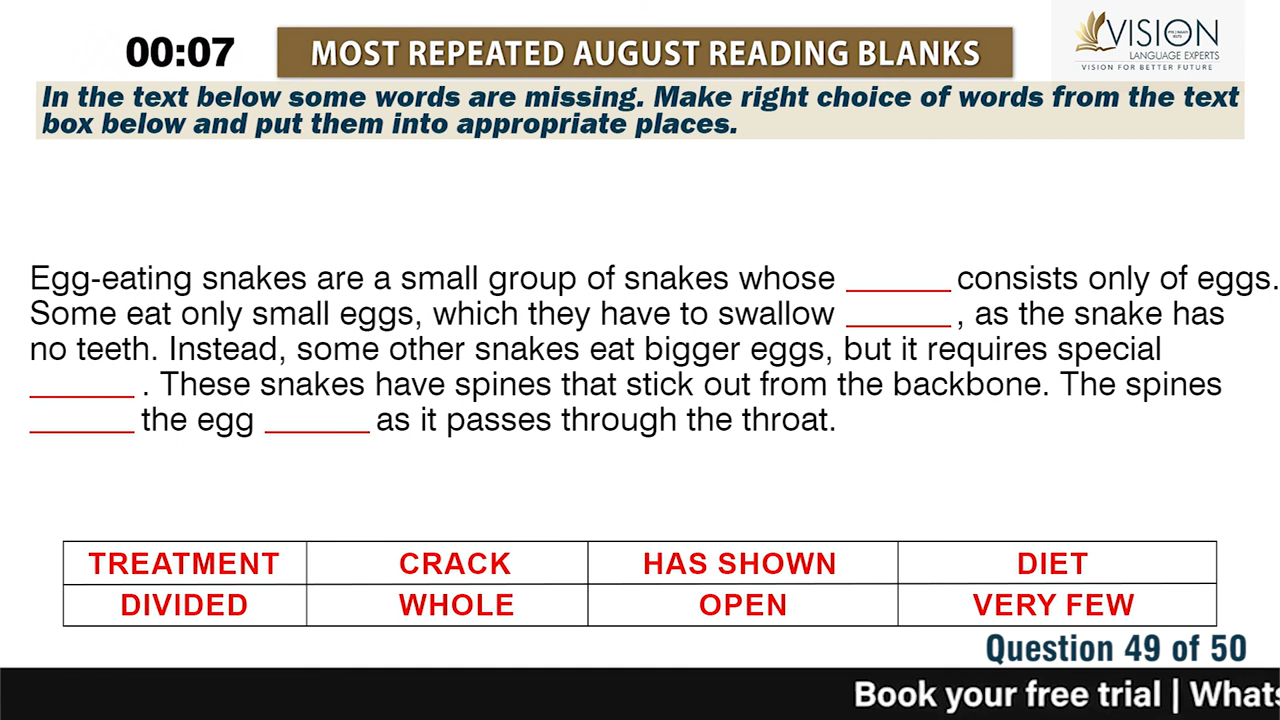 00:07
MOST REPEATED AUGUST READING BLANKS
VISION
LANGUAGE EXPERTS
VISION FOR BETTER FUTURE
In the text below some words are missing. Make right choice of words from the text
box below and put them into appropriate places.
Egg-eating snakes are a small group of snakes whose ______ consists only of eggs.
Some eat only small eggs, which they have to swallow ______ , as the snake has
no teeth. Instead, some other snakes eat bigger eggs, but it requires special
______ . These snakes have spines that stick out from the backbone. The spines
______ the egg ______ as it passes through the throat.
TREATMENT CRACK HAS SHOWN DIET
DIVIDED WHOLE OPEN VERY FEW
Question 49 of 50
Book your free trial |